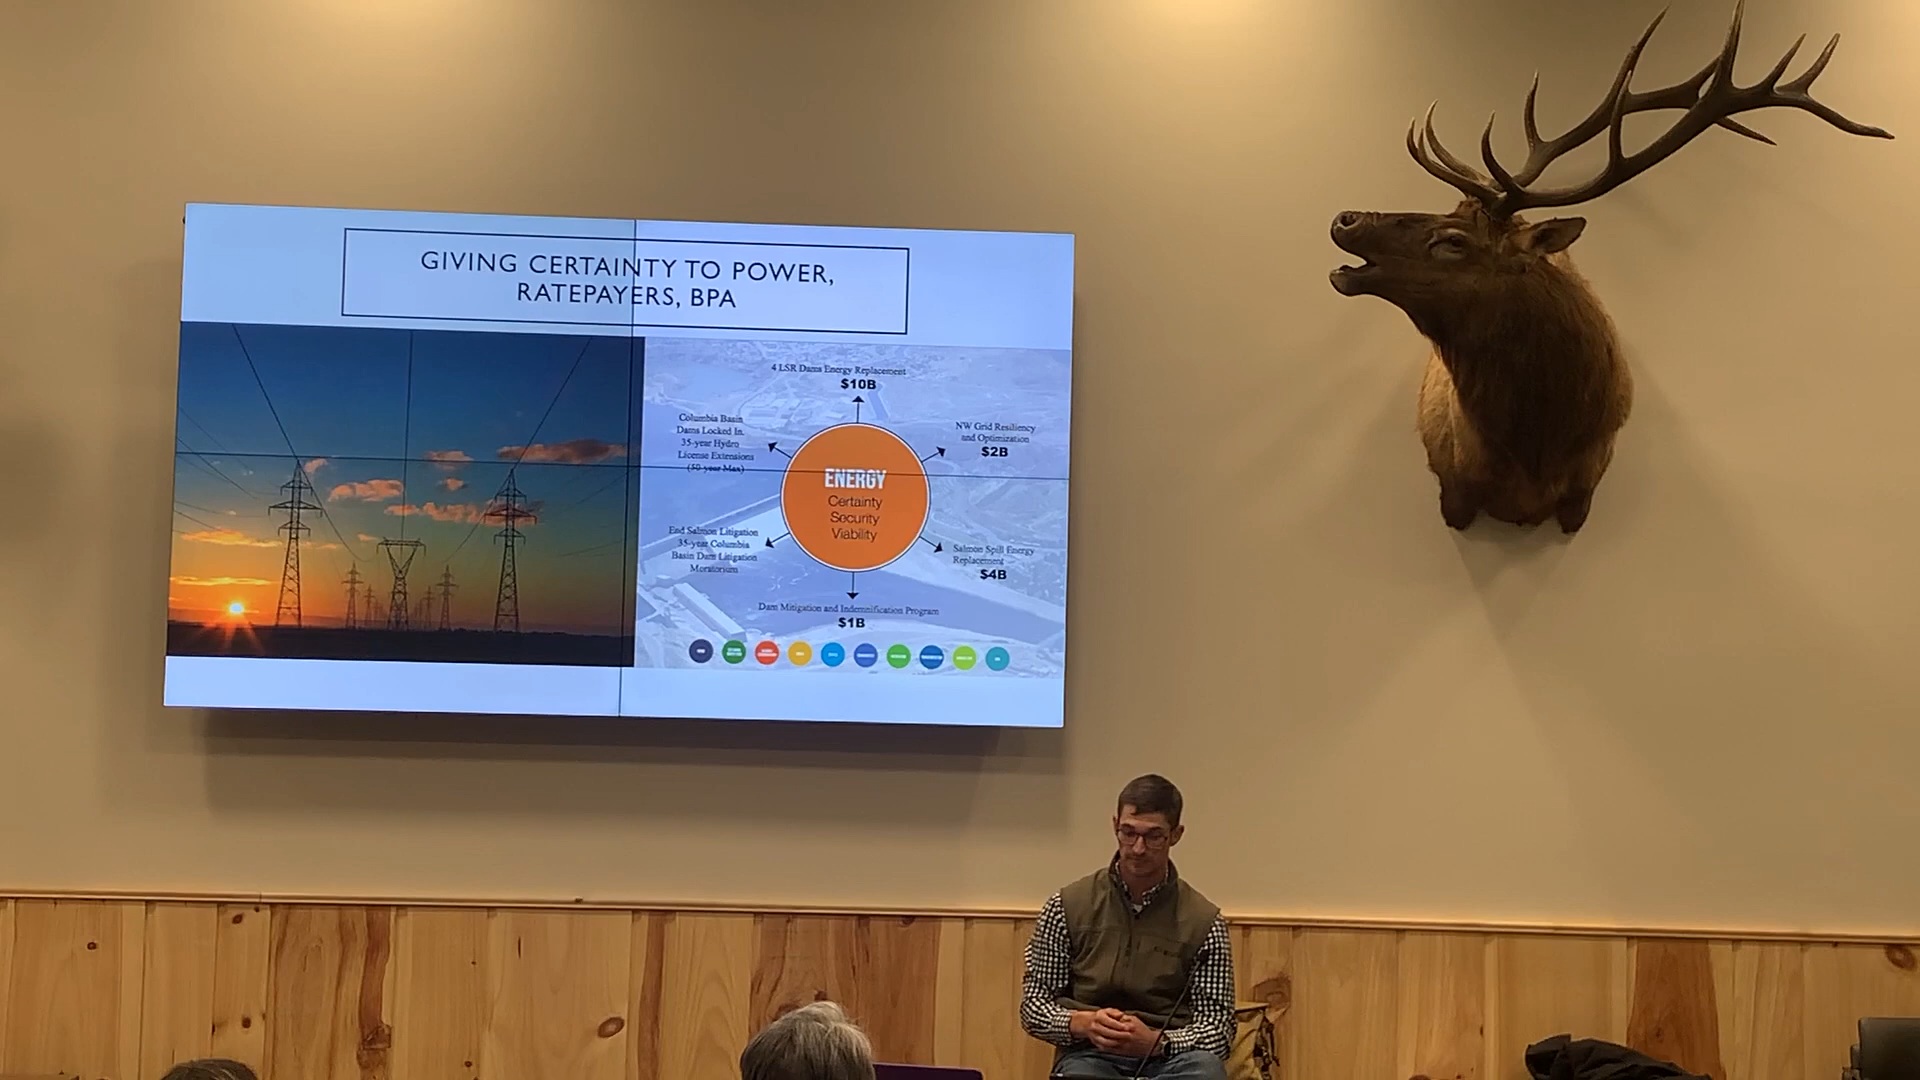 GIVING CERTAINTY TO POWER,
RATEPAYERS, BPA
4 LSR Dams Energy Replacement
$10B
Columbia Basin
Dams Locked In.
35-year Hydro
License Extensions
(50 year Max)
NW Grid Resiliency
and Optimization
$2B
ENERGY
Certainty
Security
Viability
End Salmon Litigation
35-year Columbia
Basin Dam Litigation
Moratorium
Salmon Spill Energy
Replacement
$4B
Dam Mitigation and Indemnification Program
$1B